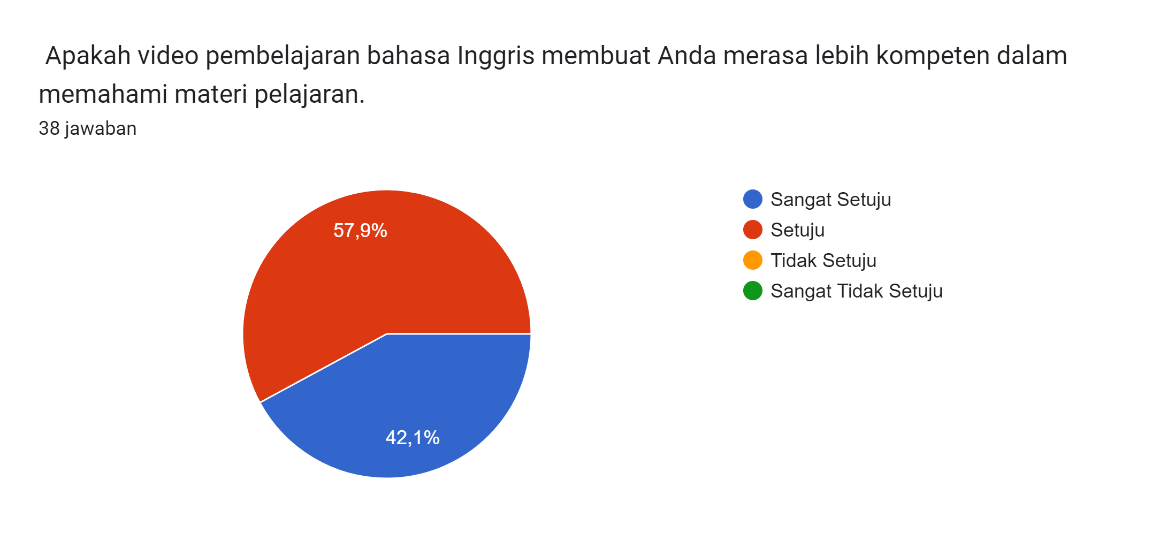 Apakah video pembelajaran bahasa Inggris membuat Anda merasa lebih kompeten dalam
memahami materi pelajaran.
38 jawaban
57,9%
42,1%
Sangat Setuju
Setuju
Tidak Setuju
Sangat Tidak Setuju